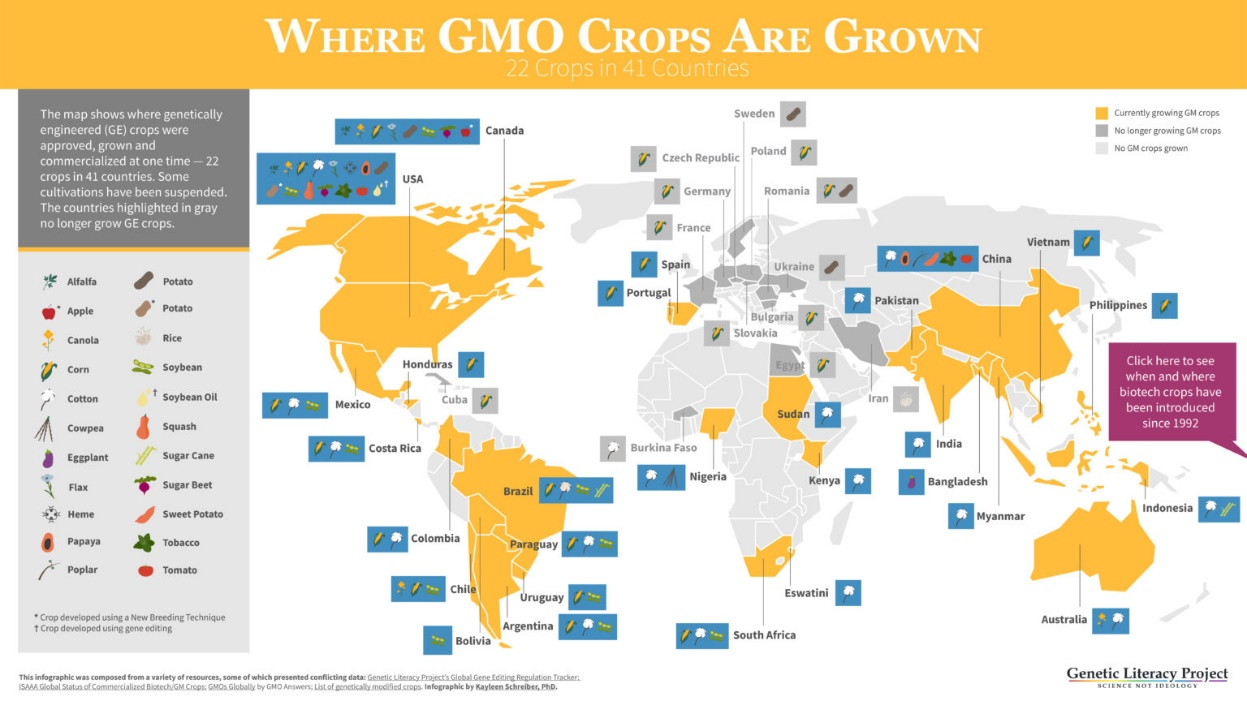 WHERE GMO CROPS ARE GROWN
22 Crops in 41 Countries
The map shows where genetically
engineered (GE) crops were
approved, grown and
commercialized at one time — 22
crops in 41 countries. Some
cultivations have been suspended.
The countries highlighted in gray
no longer grow GE crops.
Alfalfa
Apple *
Canola
Corn
Cotton
Cowpea
Eggplant
Flax
Heme
Papaya
Poplar
Potato
Potato *
Rice
Soybean
Soybean Oil †
Squash
Sugar Cane
Sugar Beet
Sweet Potato
Tobacco
Tomato
* Crop developed using a New Breeding Technique
† Crop developed using gene editing
Currently growing GM crops
No longer growing GM crops
No GM crops grown
Canada
USA
Sweden
Czech Republic
Poland
Germany
Romania
France
Spain
Ukraine
Portugal
Bulgaria
Slovakia
Vietnam
China
Pakistan
Philippines
Honduras
Cuba
Mexico
Costa Rica
Egypt
Iran
Sudan
Burkina Faso
Nigeria
Kenya
India
Bangladesh
Myanmar
Indonesia
Brazil
Colombia
Paraguay
Chile
Uruguay
Argentina
Bolivia
Eswatini
South Africa
Australia
Click here to see
when and where
biotech crops have
been introduced
since 1992
This infographic was composed from a variety of resources, some of which presented conflicting data: Genetic Literacy Project's Global Gene Editing Regulation Tracker;
ISAAA Global Status of Commercialized Biotech/GM Crops; GMOs Globally by GMO Answers; List of genetically modified crops. Infographic by Kayleen Schreiber, PhD.
Genetic Literacy Project
SCIENCE NOT IDEOLOGY